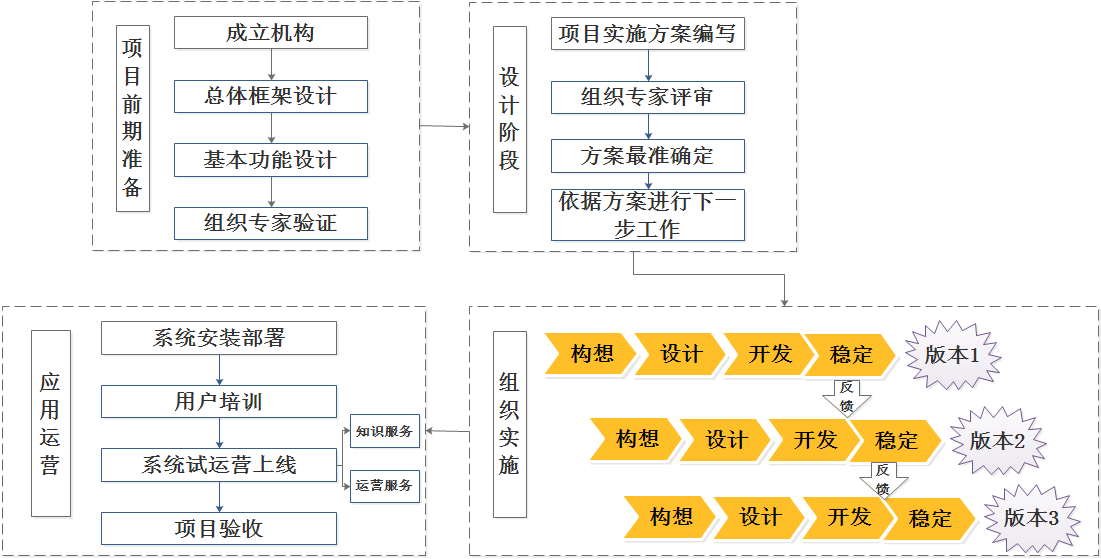 项目前期准备
成立机构
总体框架设计
基本功能设计
组织专家验证
设计阶段
项目实施方案编写
组织专家评审
方案最准确定
依据方案进行下一
步工作
应用运营
系统安装部署
用户培训
系统试运营上线
项目验收
知识服务
运营服务
组织实施
构想
设计
开发
稳定
版本1
反
馈
构想
设计
开发
稳定
版本2
反
馈
构想
设计
开发
稳定
版本3